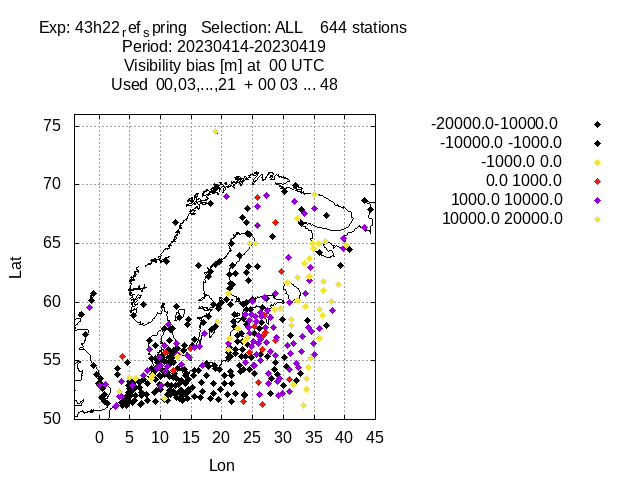 Exp: 43h22refspring Selection: ALL 644 stations
Period: 20230414-20230419
Visibility bias [m] at 00 UTC
Used 00,03,...,21 + 00 03 ... 48
-20000.0-10000.0
-10000.0 -1000.0
-1000.0 0.0
0.0 1000.0
1000.0 10000.0
10000.0 20000.0
75
70
65
60
55
50
Lat
0 5 10 15 20 25 30 35 40 45
Lon